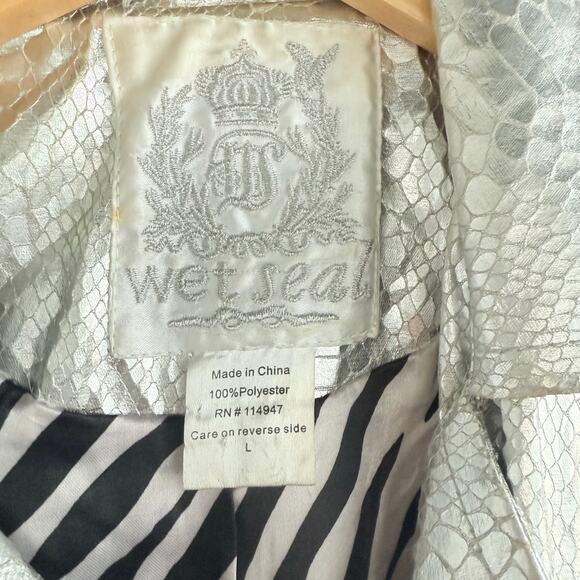 wet seal
Made in China
100%Polyester
RN # 114947
Care on reverse side
L